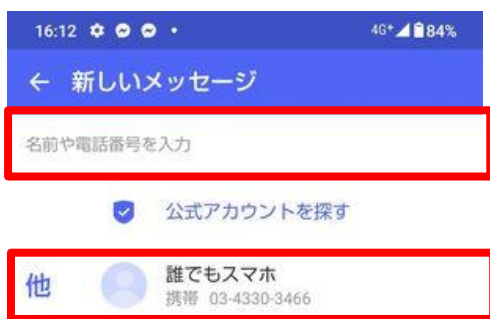 16:12
4G+ 84%
← 新しいメッセージ
名前や電話番号を入力
公式アカウントを探す
他
誰でもスマホ
携帯 03-4330-3466